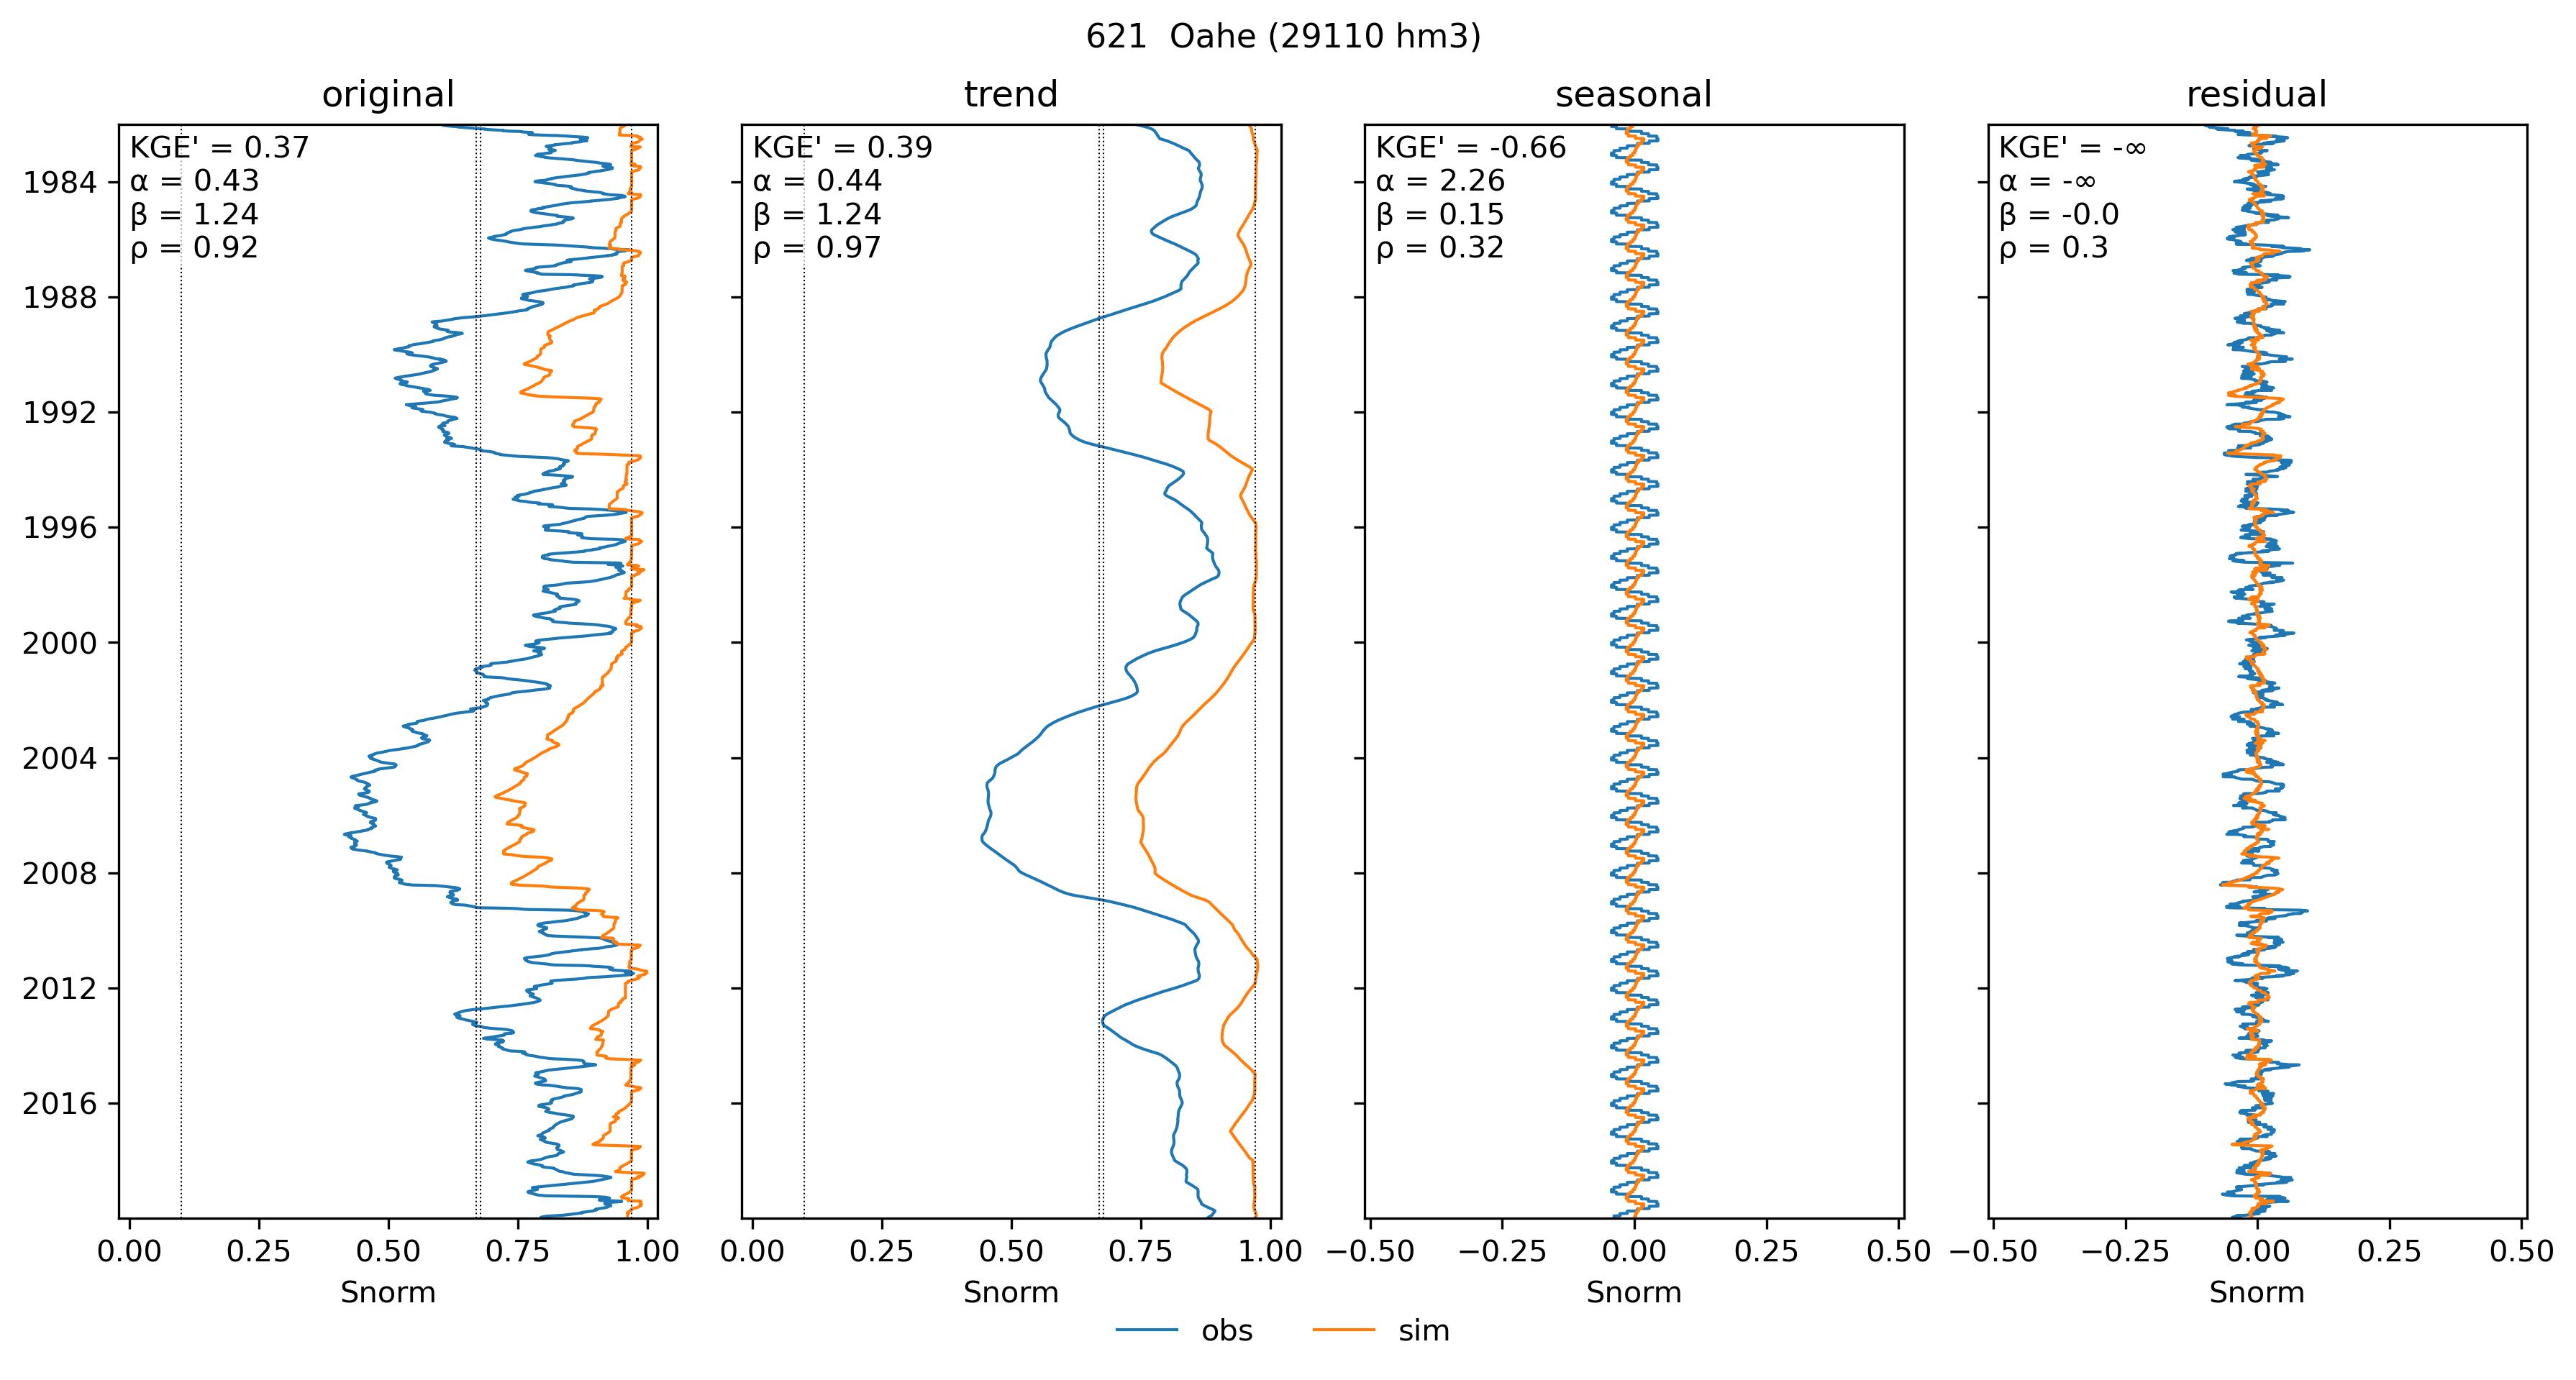 621  Oahe (29110 hm3)
original
trend
seasonal
residual
KGE' = 0.37
α = 0.43
β = 1.24
ρ = 0.92
KGE' = 0.39
α = 0.44
β = 1.24
ρ = 0.97
KGE' = -0.66
α = 2.26
β = 0.15
ρ = 0.32
KGE' = -∞
α = -∞
β = -0.0
ρ = 0.3
1984
1988
1992
1996
2000
2004
2008
2012
2016
0.00 0.25 0.50 0.75 1.00
0.00 0.25 0.50 0.75 1.00
−0.50 −0.25 0.00 0.25 0.50
−0.50 −0.25 0.00 0.25 0.50
Snorm
Snorm
Snorm
Snorm
obs
sim